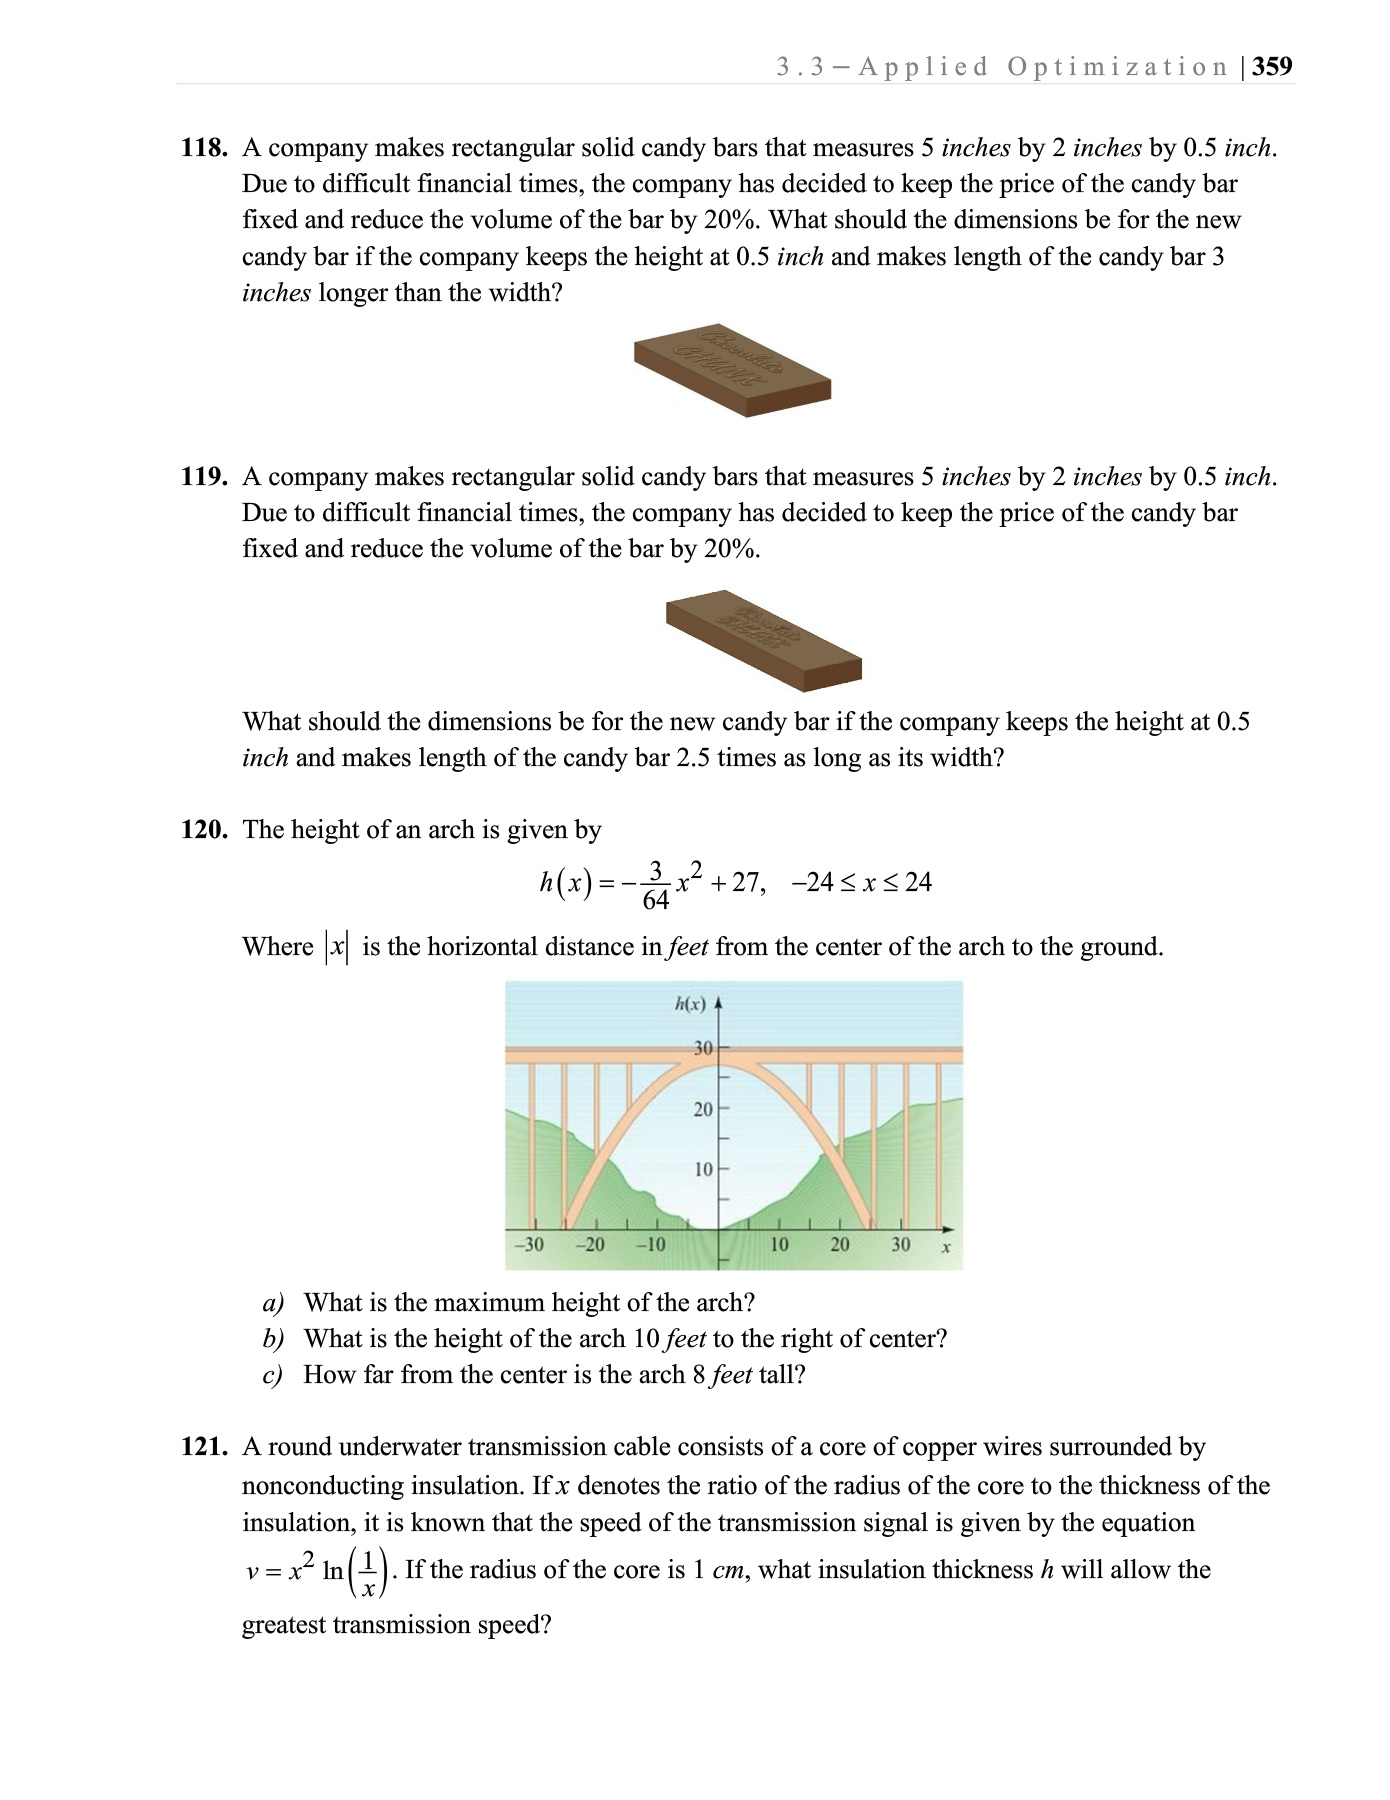 3.3 – Applied Optimization | 359
118. A company makes rectangular solid candy bars that measures 5 inches by 2 inches by 0.5 inch.
Due to difficult financial times, the company has decided to keep the price of the candy bar
fixed and reduce the volume of the bar by 20%. What should the dimensions be for the new
candy bar if the company keeps the height at 0.5 inch and makes length of the candy bar 3
inches longer than the width?
Chocolate
CHUNK
119. A company makes rectangular solid candy bars that measures 5 inches by 2 inches by 0.5 inch.
Due to difficult financial times, the company has decided to keep the price of the candy bar
fixed and reduce the volume of the bar by 20%.
Chocolate
What should the dimensions be for the new candy bar if the company keeps the height at 0.5
inch and makes length of the candy bar 2.5 times as long as its width?
120. The height of an arch is given by
h(x) = −3/64 x² + 27, −24 ≤ x ≤ 24
Where |x| is the horizontal distance in feet from the center of the arch to the ground.
h(x)
30
20
10
−30 −20 −10 10 20 30 x
a) What is the maximum height of the arch?
b) What is the height of the arch 10 feet to the right of center?
c) How far from the center is the arch 8 feet tall?
121. A round underwater transmission cable consists of a core of copper wires surrounded by
nonconducting insulation. If x denotes the ratio of the radius of the core to the thickness of the
insulation, it is known that the speed of the transmission signal is given by the equation
v = x² ln(1/x). If the radius of the core is 1 cm, what insulation thickness h will allow the
greatest transmission speed?